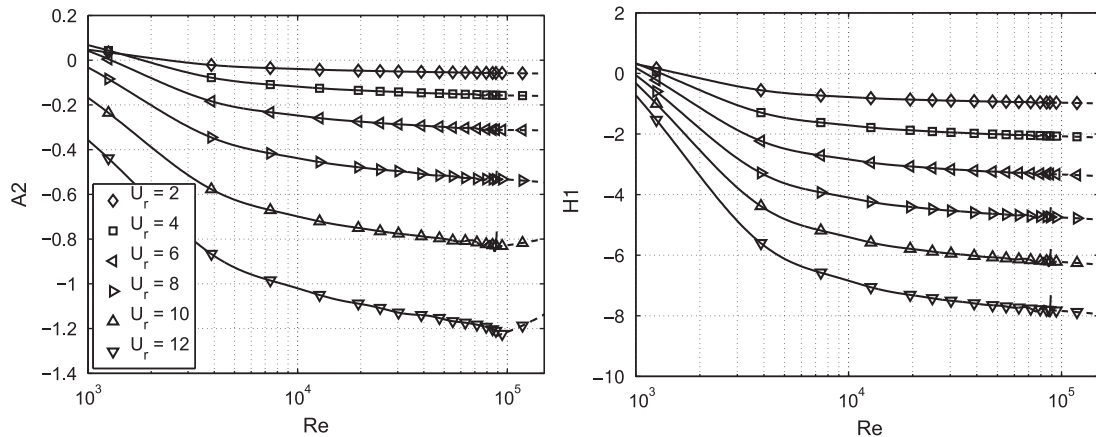 0.2
0
−0.2
−0.4
−0.6
−0.8
−1
−1.2
−1.4
A2
U_r = 2
U_r = 4
U_r = 6
U_r = 8
U_r = 10
U_r = 12
10^3
10^4
10^5
Re
2
0
−2
−4
−6
−8
−10
H1
10^3
10^4
10^5
Re